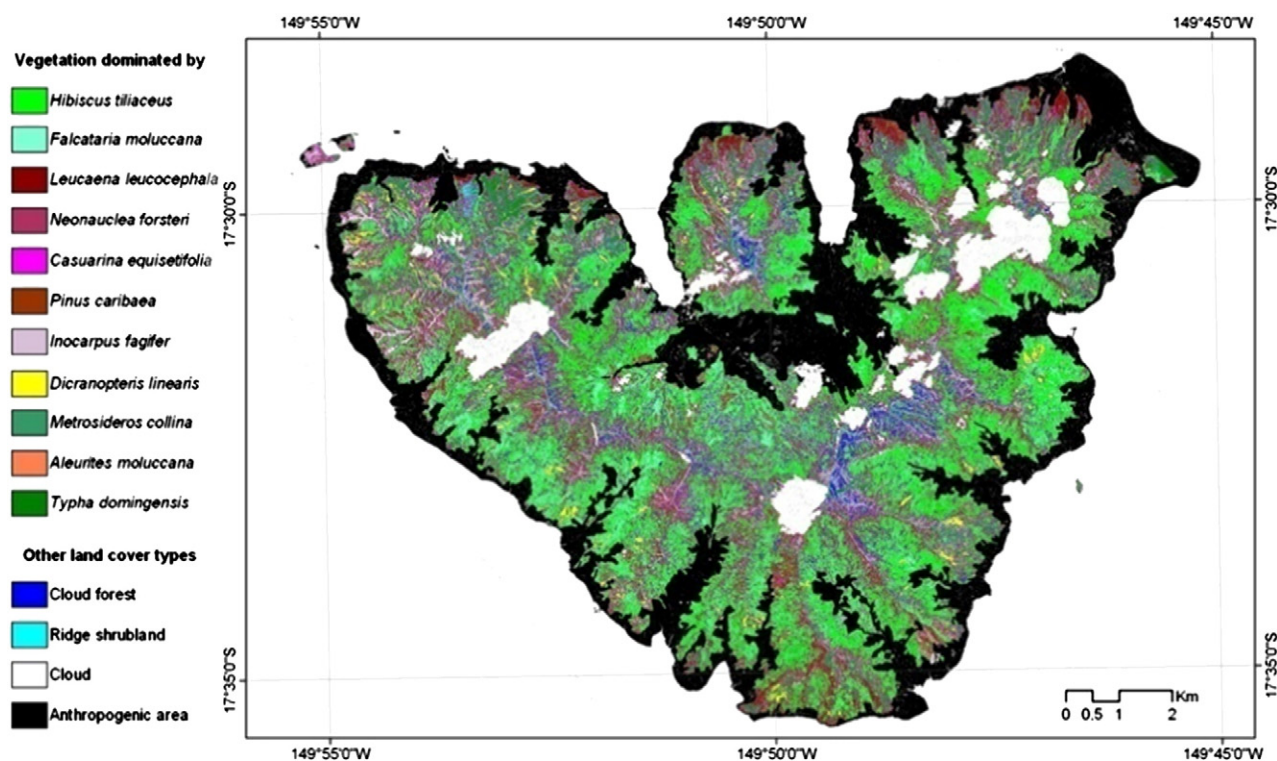 149°55'0"W 149°50'0"W 149°45'0"W
Vegetation dominated by
Hibiscus tiliaceus
Falcataria moluccana
Leucaena leucocephala
Neonauclea forsteri
Casuarina equisetifolia
Pinus caribaea
Inocarpus fagifer
Dicranopteris linearis
Metrosideros collina
Aleurites moluccana
Typha domingensis
Other land cover types
Cloud forest
Ridge shrubland
Cloud
Anthropogenic area
17°30'0"S
17°35'0"S
17°30'0"S
17°35'0"S
Km
0 0.5 1 2
149°55'0"W 149°50'0"W 149°45'0"W